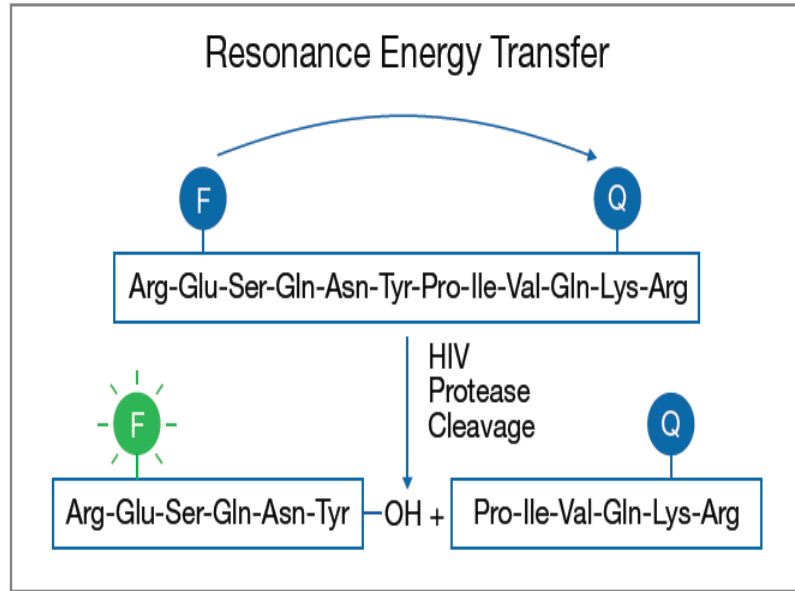 Resonance Energy Transfer
F
Q
Arg-Glu-Ser-Gln-Asn-Tyr-Pro-Ile-Val-Gln-Lys-Arg
HIV
Protease
Cleavage
F
Q
Arg-Glu-Ser-Gln-Asn-Tyr-OH + Pro-Ile-Val-Gln-Lys-Arg